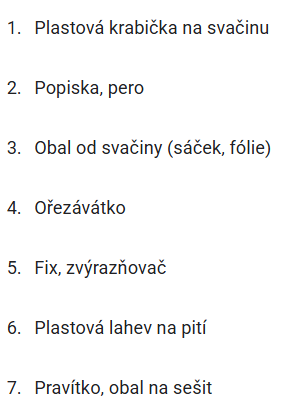 1. Plastová krabička na svačinu
2. Popiska, pero
3. Obal od svačiny (sáček, fólie)
4. Ořezávátko
5. Fix, zvýrazňovač
6. Plastová lahev na pití
7. Pravítko, obal na sešit